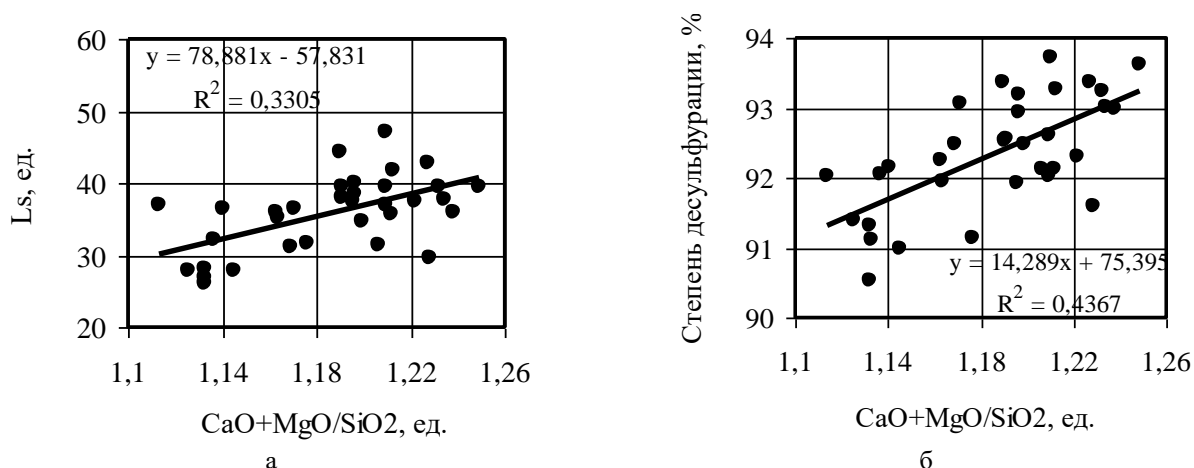 60
50
40
30
20
Ls, ед.
y = 78,881x - 57,831
R² = 0,3305
1,1 1,14 1,18 1,22 1,26
CaO+MgO/SiO2, ед.
а
94
93
92
91
90
Степень десульфурации, %
y = 14,289x + 75,395
R² = 0,4367
1,1 1,14 1,18 1,22 1,26
CaO+MgO/SiO2, ед.
б